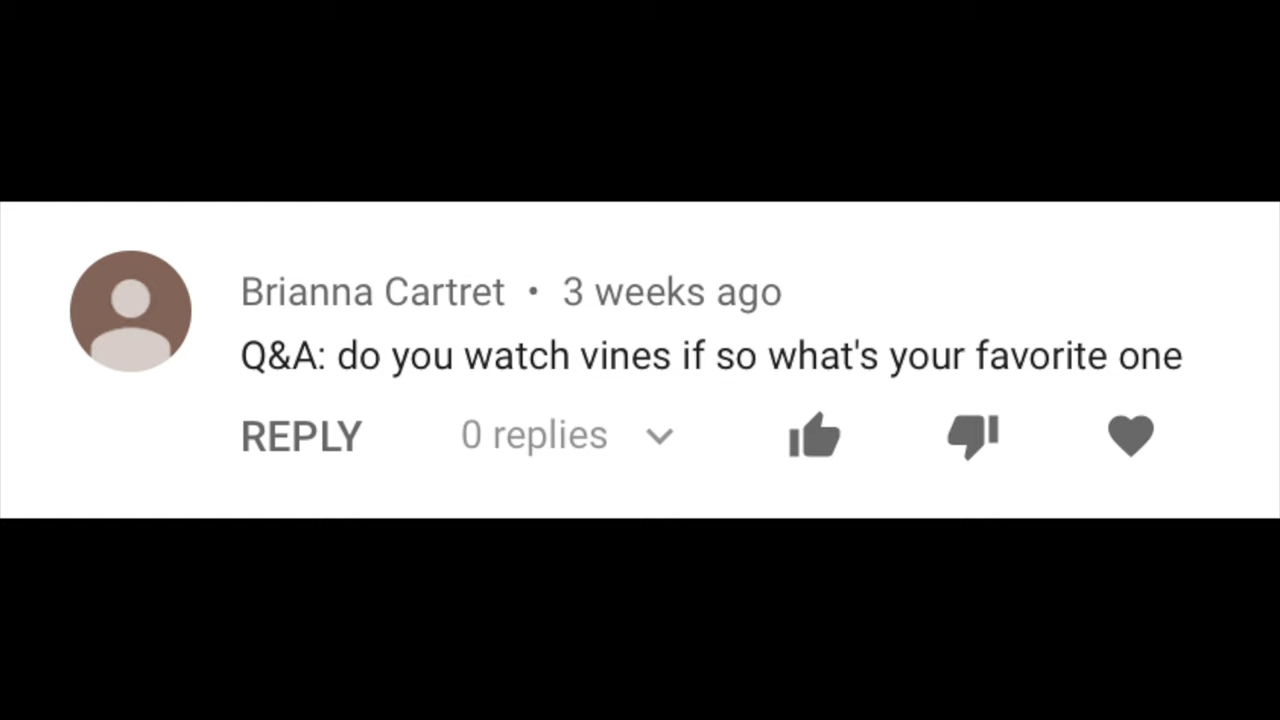 Brianna Cartret • 3 weeks ago
Q&A: do you watch vines if so what's your favorite one
REPLY 0 replies